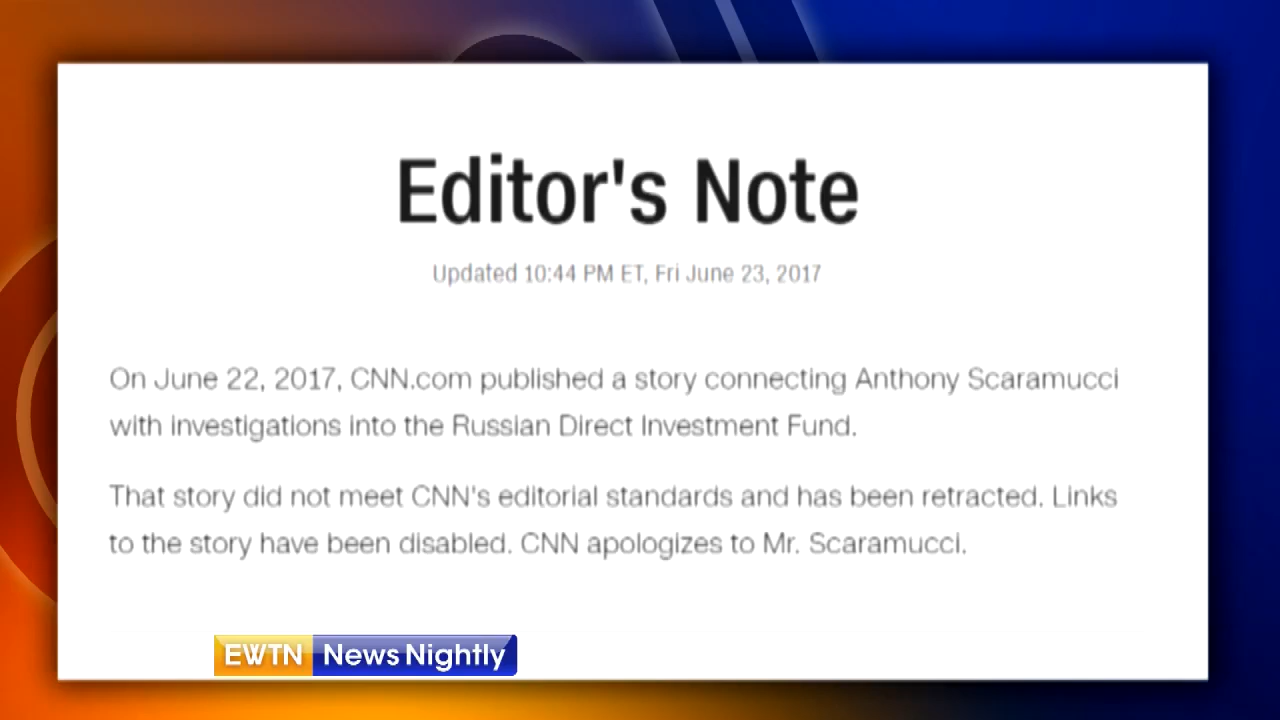 Editor's Note
Updated 10:44 PM ET, Fri June 23, 2017
On June 22, 2017, CNN.com published a story connecting Anthony Scaramucci
with investigations into the Russian Direct Investment Fund.
That story did not meet CNN's editorial standards and has been retracted. Links
to the story have been disabled. CNN apologizes to Mr. Scaramucci.
EWTN News Nightly